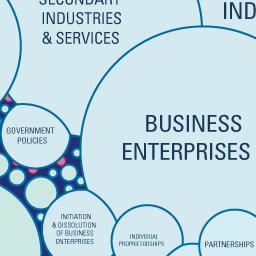 SECONDARY
INDUSTRIES
& SERVICES
IND
BUSINESS
ENTERPRISES
GOVERNMENT
POLICIES
INITIATION
& DISSOLUTION
OF BUSINESS
ENTERPRISES
INDIVIDUAL
PROPRIETORSHIPS
PARTNERSHIPS